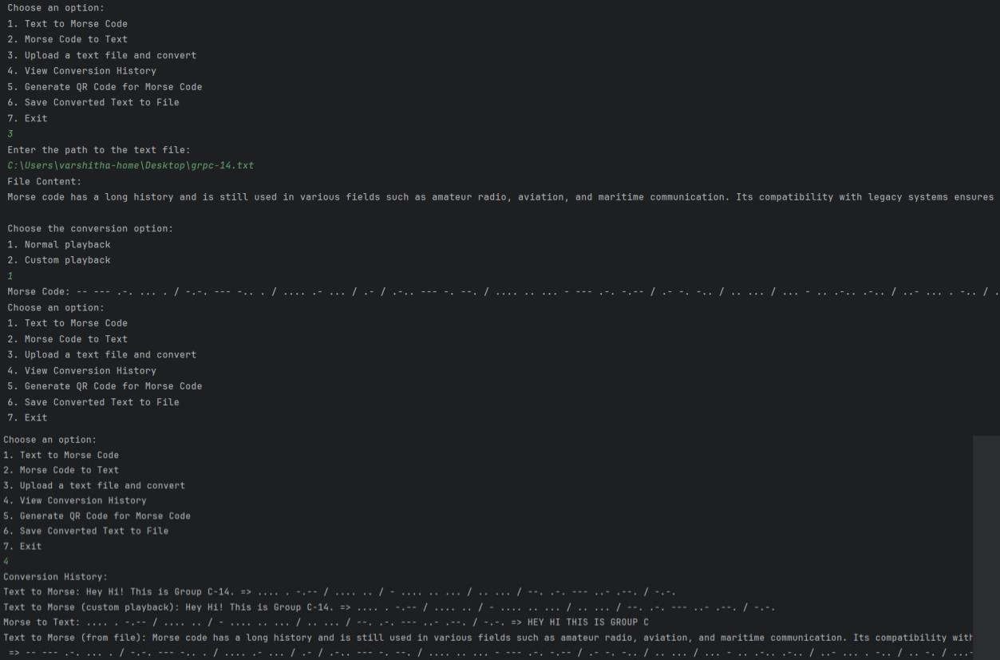 Choose an option:
1. Text to Morse Code
2. Morse Code to Text
3. Upload a text file and convert
4. View Conversion History
5. Generate QR Code for Morse Code
6. Save Converted Text to File
7. Exit
3
Enter the path to the text file:
C:\Users\varshitha-home\Desktop\grpc-14.txt
File Content:
Morse code has a long history and is still used in various fields such as amateur radio, aviation, and maritime communication. Its compatibility with legacy systems ensures
Choose the conversion option:
1. Normal playback
2. Custom playback
1
Morse Code: -- --- .-. ... . / -.-. --- -.. . / .... .- ... / .- / .-.. --- -. --. / .... .. ... - --- .-. -.-- / .- -. -.. / .. ... / ... - .. .-.. .-.. / ..- ... . -.. / .
Choose an option:
1. Text to Morse Code
2. Morse Code to Text
3. Upload a text file and convert
4. View Conversion History
5. Generate QR Code for Morse Code
6. Save Converted Text to File
7. Exit
Choose an option:
1. Text to Morse Code
2. Morse Code to Text
3. Upload a text file and convert
4. View Conversion History
5. Generate QR Code for Morse Code
6. Save Converted Text to File
7. Exit
4
Conversion History:
Text to Morse: Hey Hi! This is Group C-14. => .... . -.-- / .... .. / - .... .. ... / .. ... / --. .-. --- ..- .--. / -.-.
Text to Morse (custom playback): Hey Hi! This is Group C-14. => .... . -.-- / .... .. / - .... .. ... / .. ... / --. .-. --- ..- .--. / -.-.
Morse to Text: .... . -.-- / .... .. / - .... .. ... / .. ... / --. .-. --- ..- .--. / -.-. => HEY HI THIS IS GROUP C
Text to Morse (from file): Morse code has a long history and is still used in various fields such as amateur radio, aviation, and maritime communication. Its compatibility with
=> -- --- .-. ... . / -.-. --- -.. . / .... .- ... / .- / .-.. --- -. --. / .... .. ... - --- .-. -.-- / .- -. -.. / .. ... / ... - .. .-.. .-.. / ..- ... . -.. / .. -. / ...-